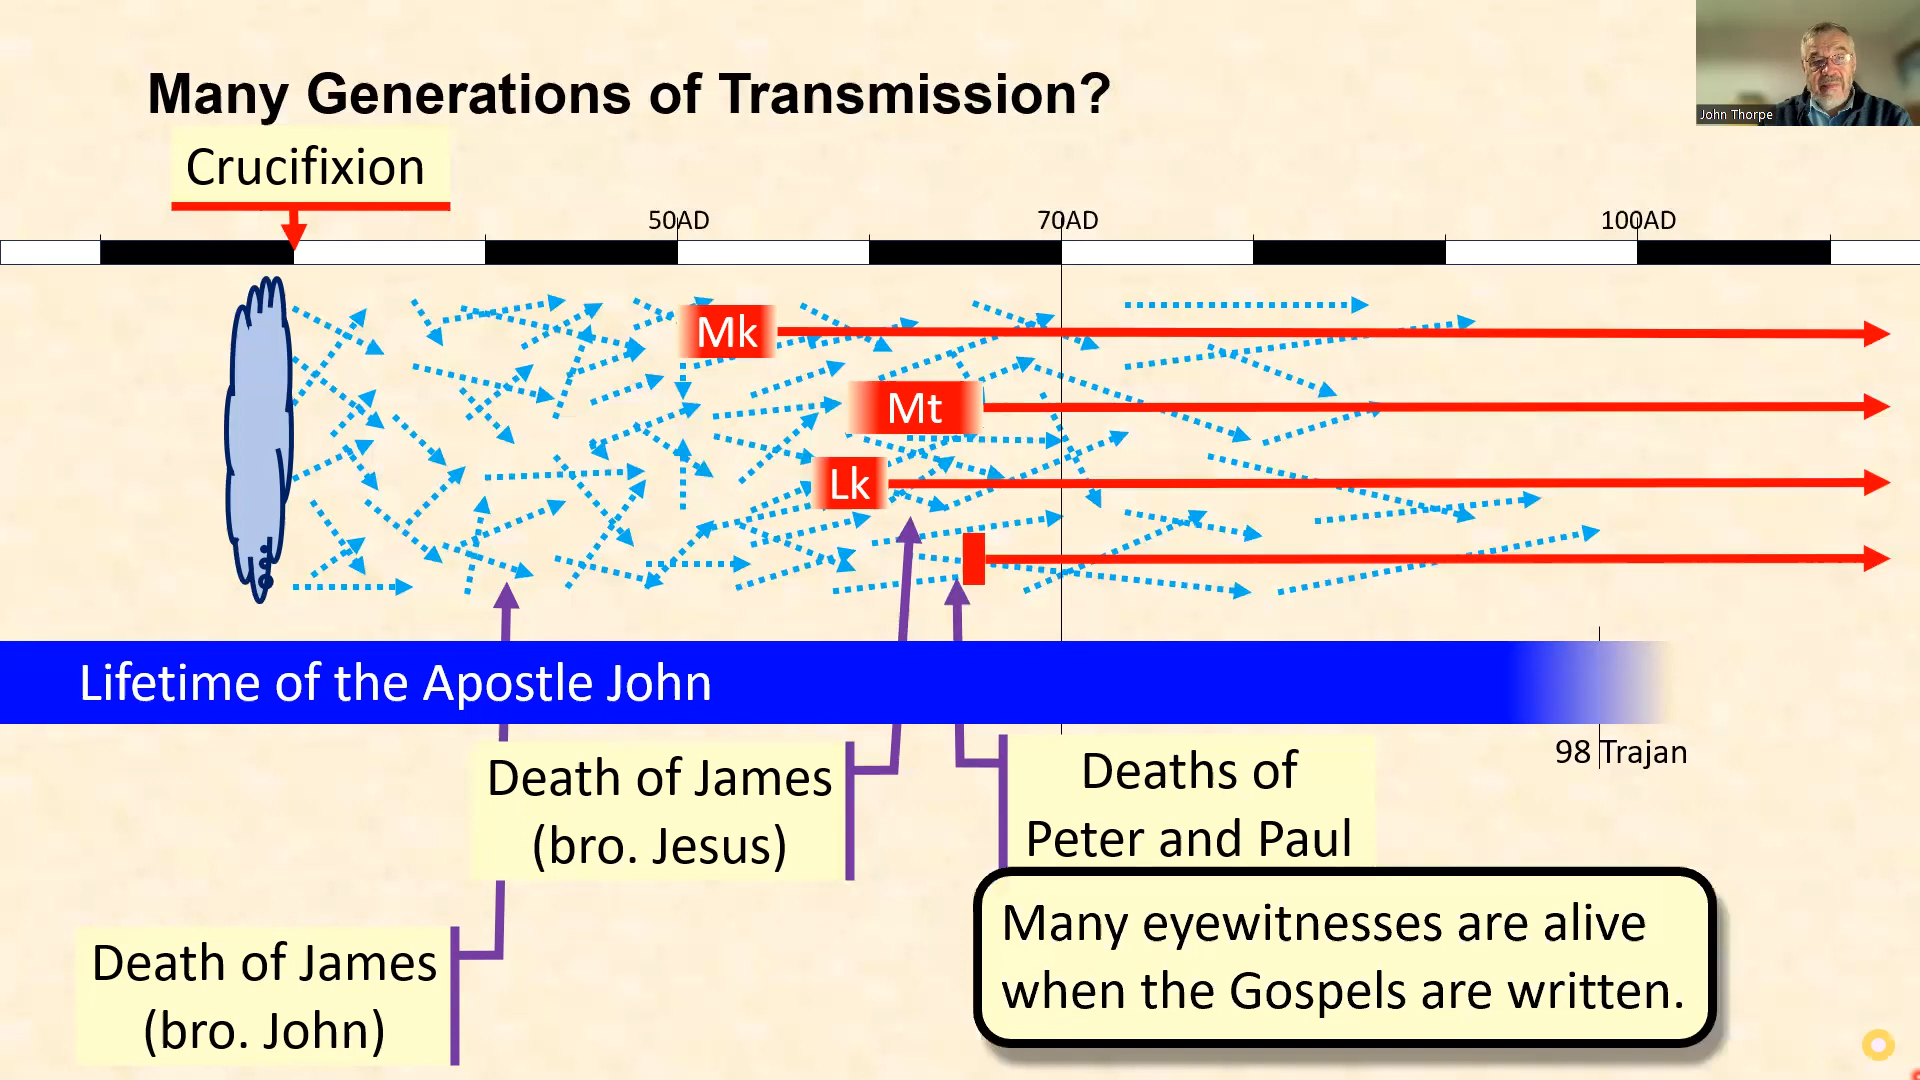 Many Generations of Transmission?
John Thorpe
Crucifixion
50AD
70AD
100AD
Mk
Mt
Lk
Lifetime of the Apostle John
98 Trajan
Death of James
(bro. Jesus)
Deaths of
Peter and Paul
Many eyewitnesses are alive
when the Gospels are written.
Death of James
(bro. John)